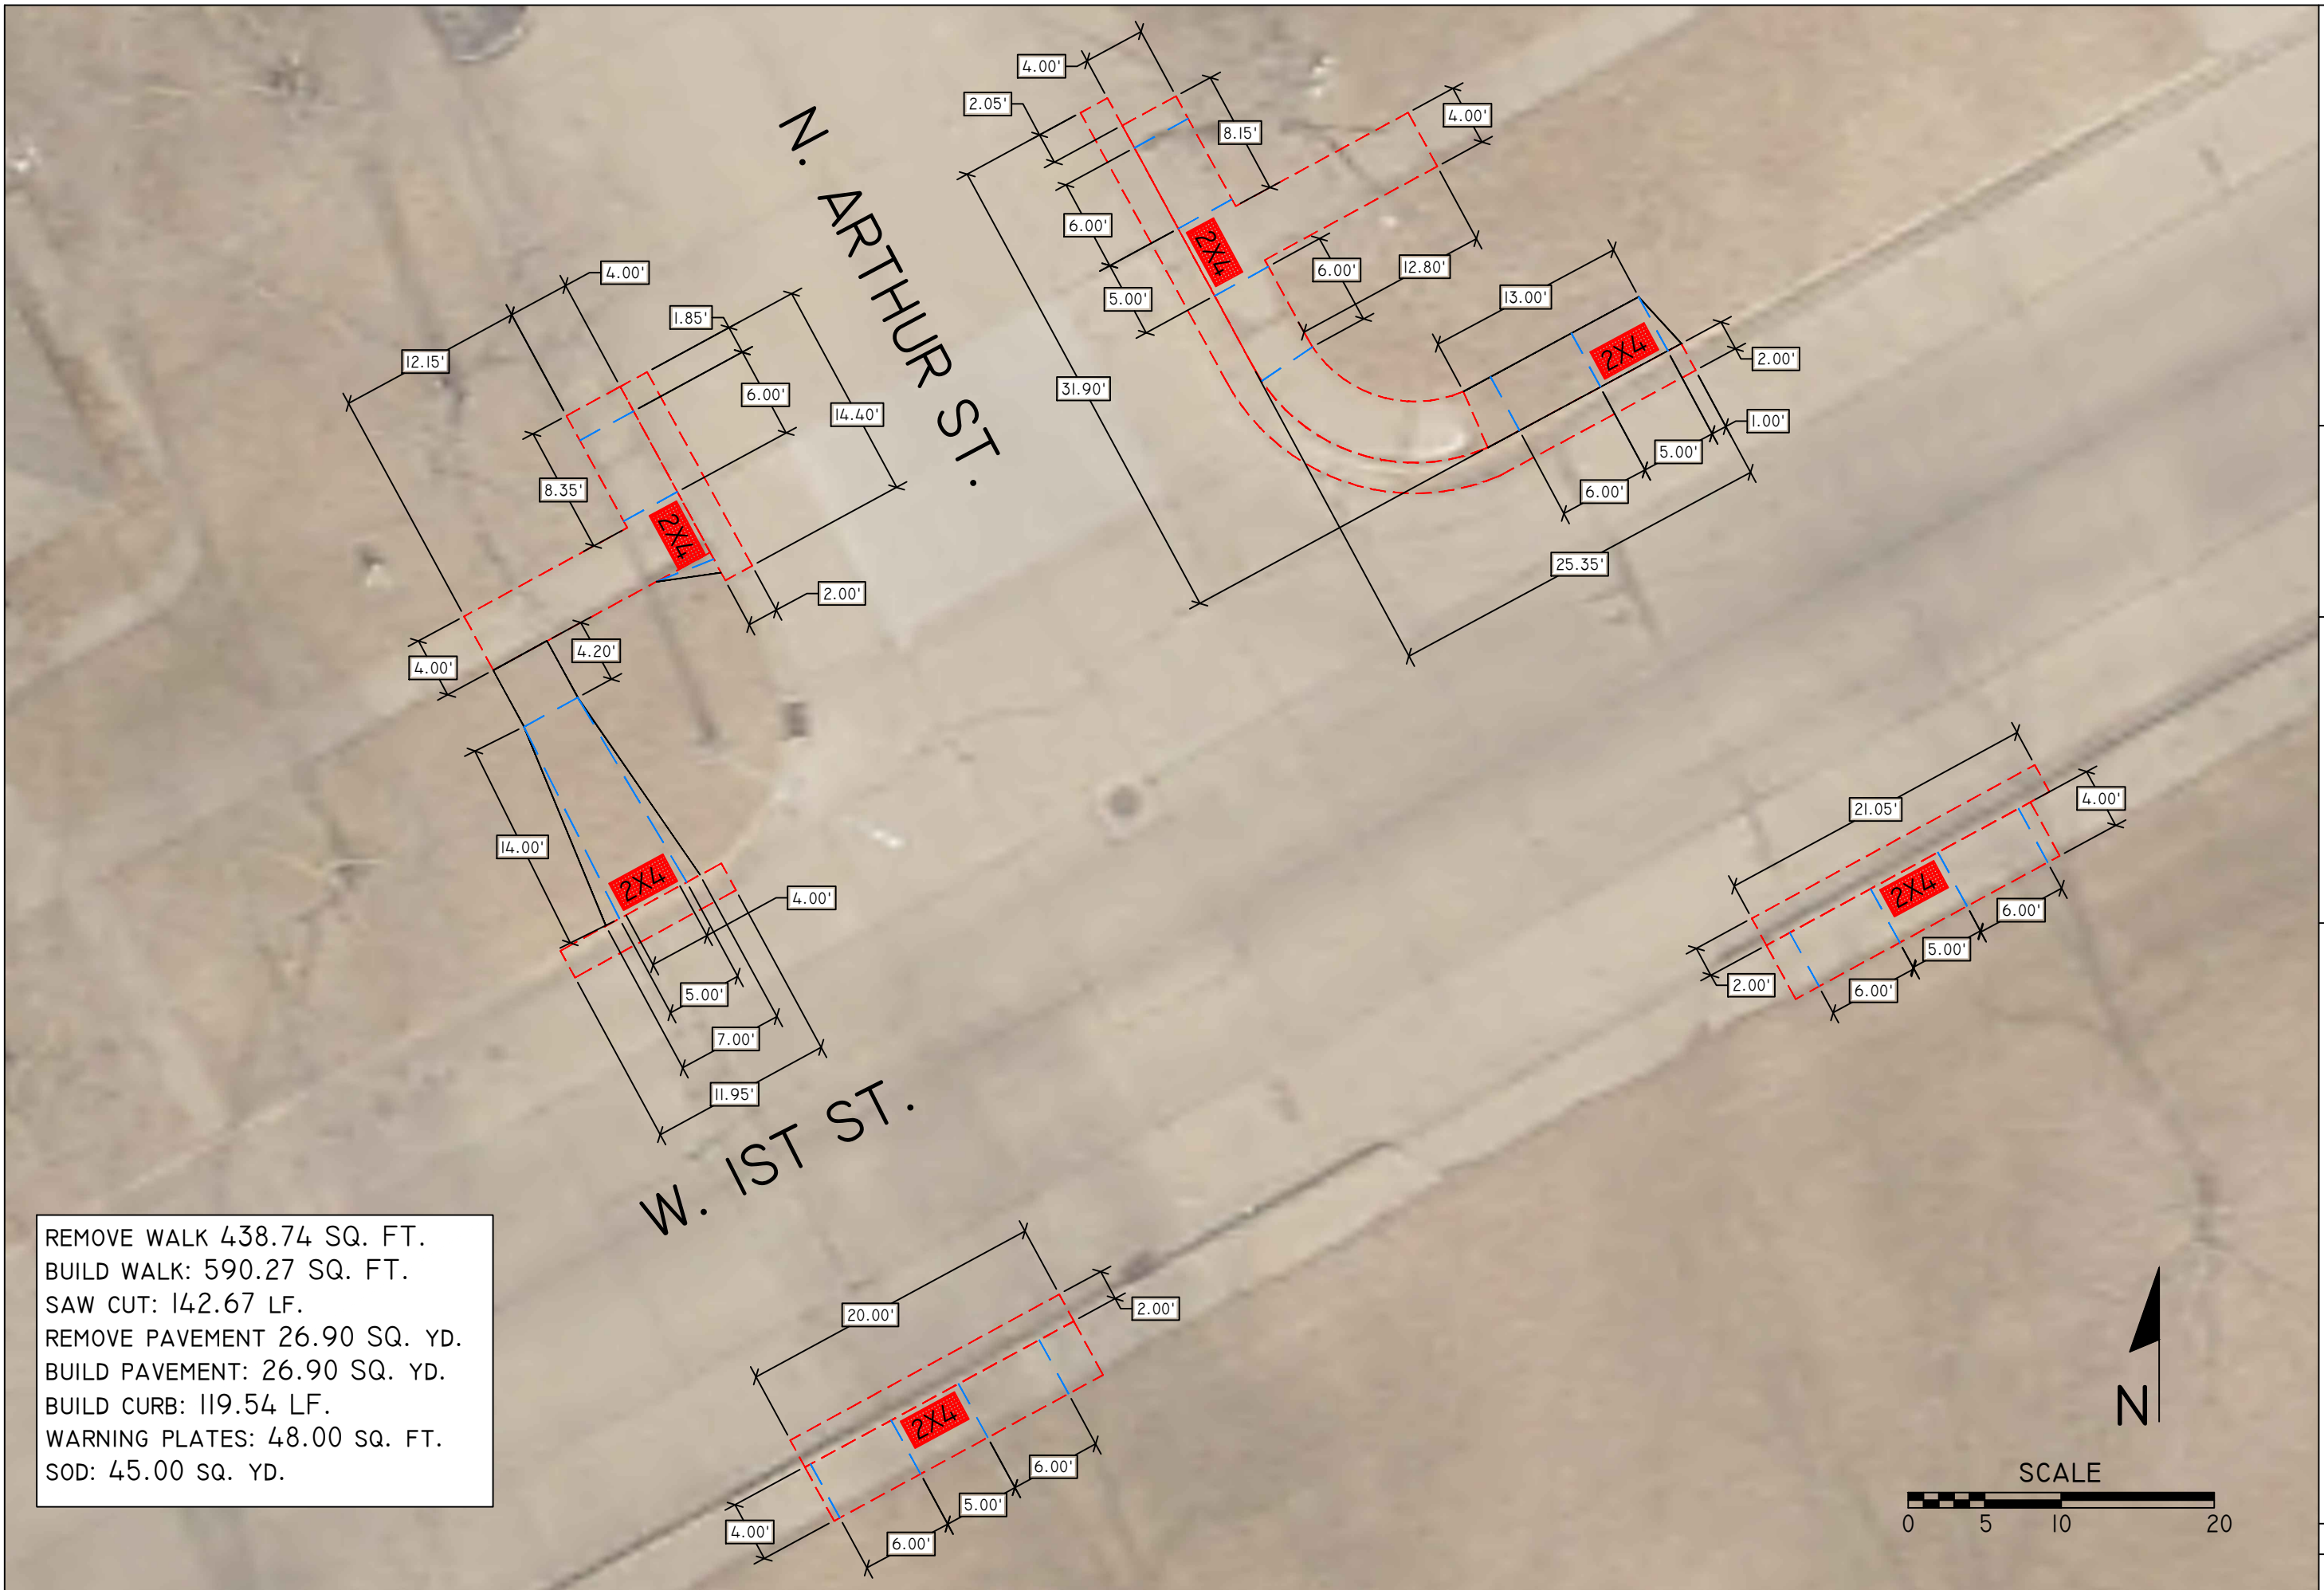 4.00'
2.05'
8.15'
4.00'
6.00'
5.00'
6.00'
12.80'
13.00'
31.90'
2X4
2X4
2.00'
1.00'
5.00'
6.00'
25.35'
N. ARTHUR ST.
4.00'
1.85'
12.15'
6.00'
14.40'
8.35'
2X4
2.00'
4.20'
4.00'
14.00'
2X4
4.00'
5.00'
7.00'
11.95'
W. 1ST ST.
21.05'
4.00'
2X4
6.00'
5.00'
2.00'
6.00'
20.00'
2.00'
2X4
6.00'
5.00'
4.00'
6.00'
REMOVE WALK 438.74 SQ. FT.
BUILD WALK: 590.27 SQ. FT.
SAW CUT: 142.67 LF.
REMOVE PAVEMENT 26.90 SQ. YD.
BUILD PAVEMENT: 26.90 SQ. YD.
BUILD CURB: 119.54 LF.
WARNING PLATES: 48.00 SQ. FT.
SOD: 45.00 SQ. YD.
N
SCALE
0 5 10 20